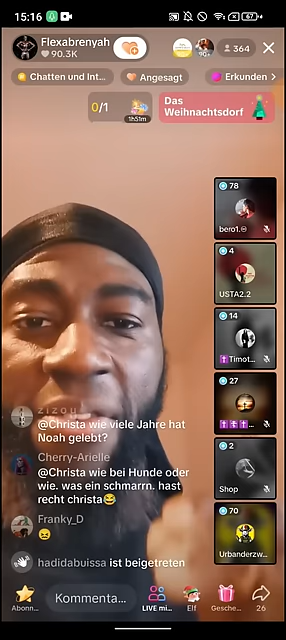 15:16
67
Flexabrenyah
90.3K
90+
364
Chatten und Int...
Angesagt
Erkunden
0/1
1h51m
Das
Weihnachtsdorf
78
bero1.
4
USTA2.2
14
Timot...
27
...
2
Shop
70
Urbanderzw...
zizou
@Christa wie viele Jahre hat
Noah gelebt?
Cherry-Arielle
@Christa wie bei Hunde oder
wie. was ein schmarrn. hast
recht christa😂
Franky_D
😣
hadidabuissa ist beigetreten
Abonn...
Kommenta...
LIVE mi...
Elf
Gesche...
26